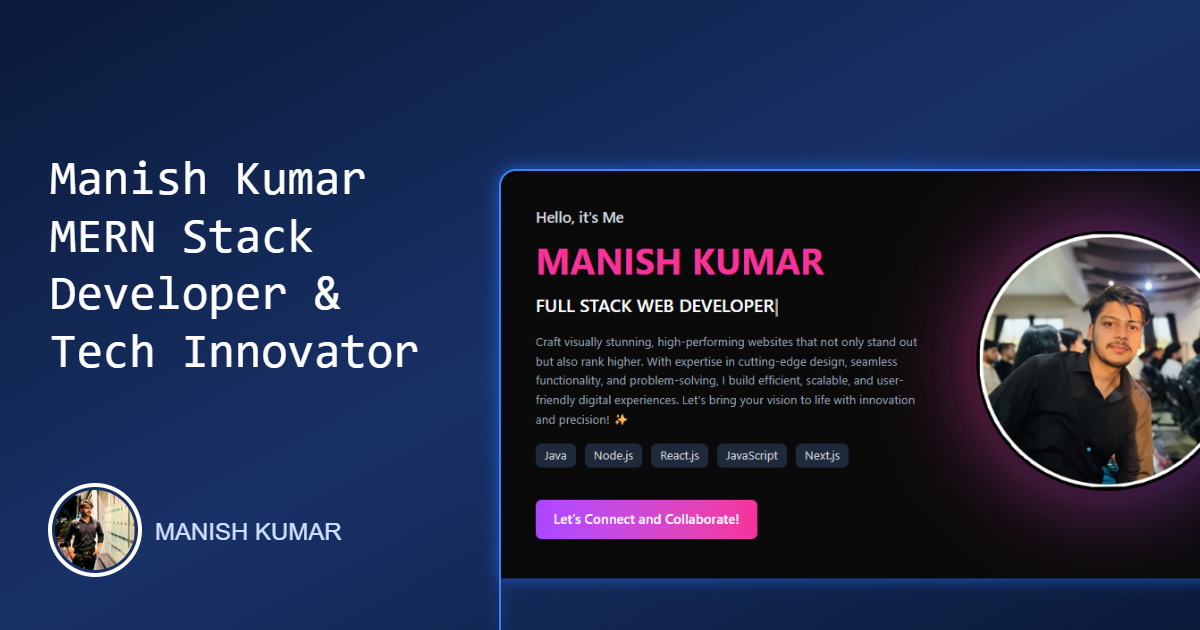 Manish Kumar
MERN Stack
Developer &
Tech Innovator
MANISH KUMAR
Hello, it's Me
MANISH KUMAR
FULL STACK WEB DEVELOPER|
Craft visually stunning, high-performing websites that not only stand out
but also rank higher. With expertise in cutting-edge design, seamless
functionality, and problem-solving, I build efficient, scalable, and user-
friendly digital experiences. Let's bring your vision to life with innovation
and precision! ✨
Java Node.js React.js JavaScript Next.js
Let's Connect and Collaborate!